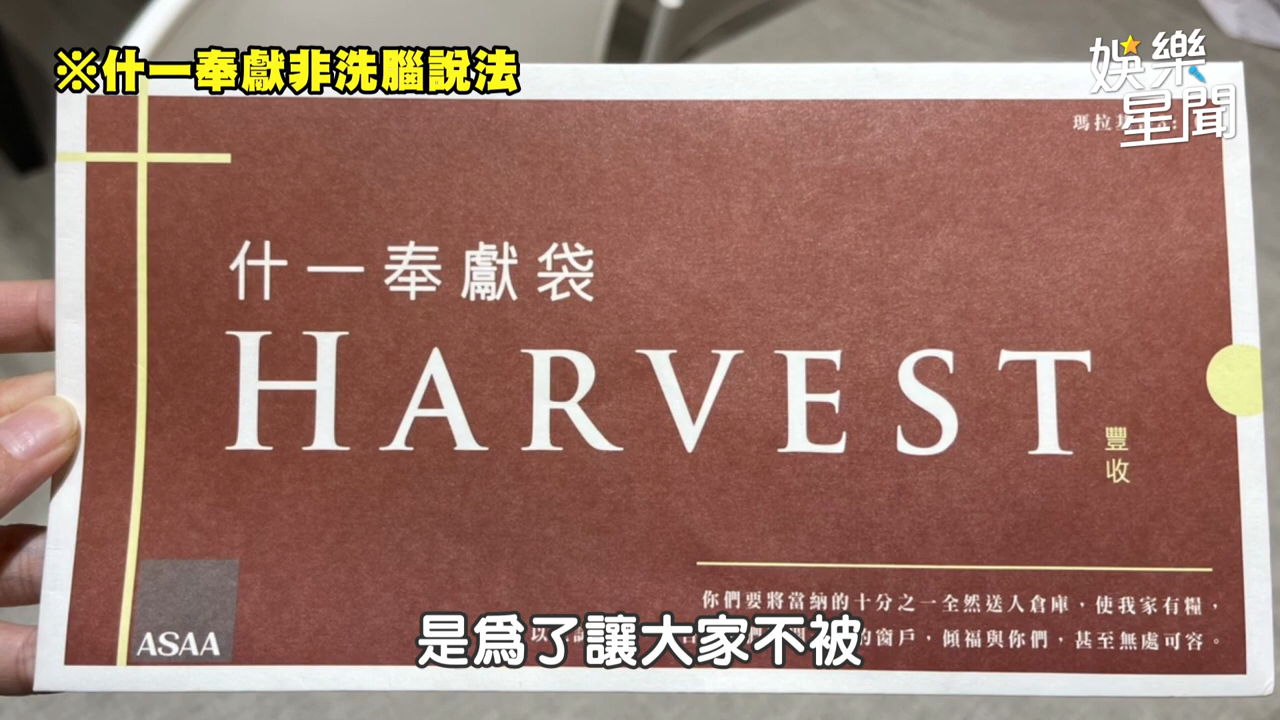 ※什一奉獻非洗腦說法
娛樂
星聞
瑪拉
什一奉獻袋
HARVEST
豐收
你們要將當納的十分之一全然送入倉庫，使我家有糧，
以
的窗戶，傾福與你們，甚至無處可容。
ASAA
是為了讓大家不被